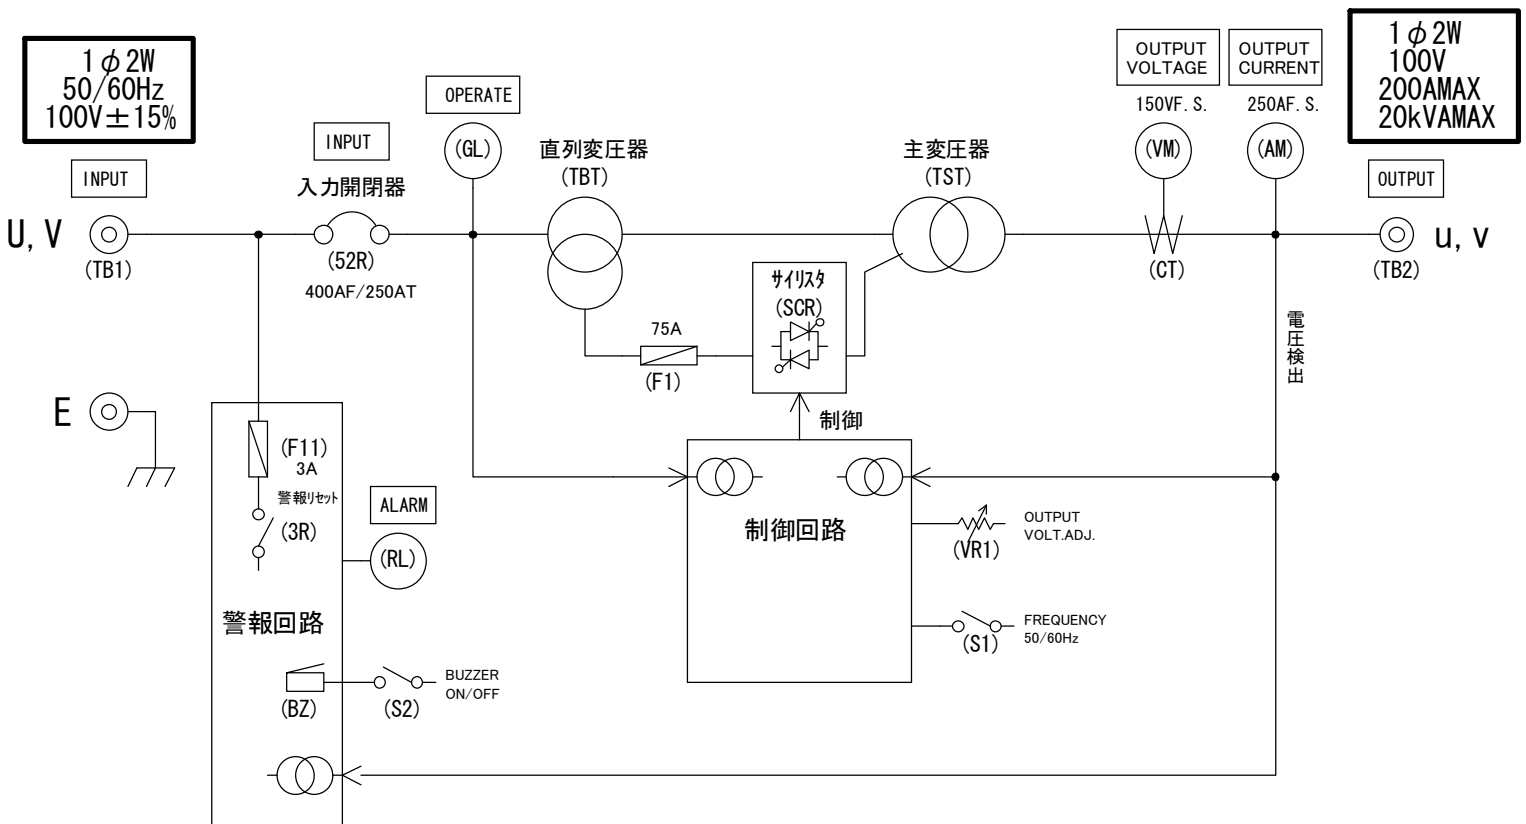 1φ2W
50/60Hz
100V±15%
INPUT
U, V
(TB1)
E
INPUT
入力開閉器
(52R)
400AF/250AT
OPERATE
(GL)
直列変圧器
(TBT)
75A
(F1)
サイリスタ
(SCR)
制御
主変圧器
(TST)
OUTPUT
VOLTAGE
150VF. S.
(VM)
(CT)
OUTPUT
CURRENT
250AF. S.
(AM)
1φ2W
100V
200AMAX
20kVAMAX
OUTPUT
u, v
(TB2)
電圧検出
(F11)
3A
警報リセット
(3R)
ALARM
(RL)
警報回路
(BZ)
(S2)
BUZZER
ON/OFF
制御回路
(VR1)
OUTPUT
VOLT.ADJ.
(S1)
FREQUENCY
50/60Hz